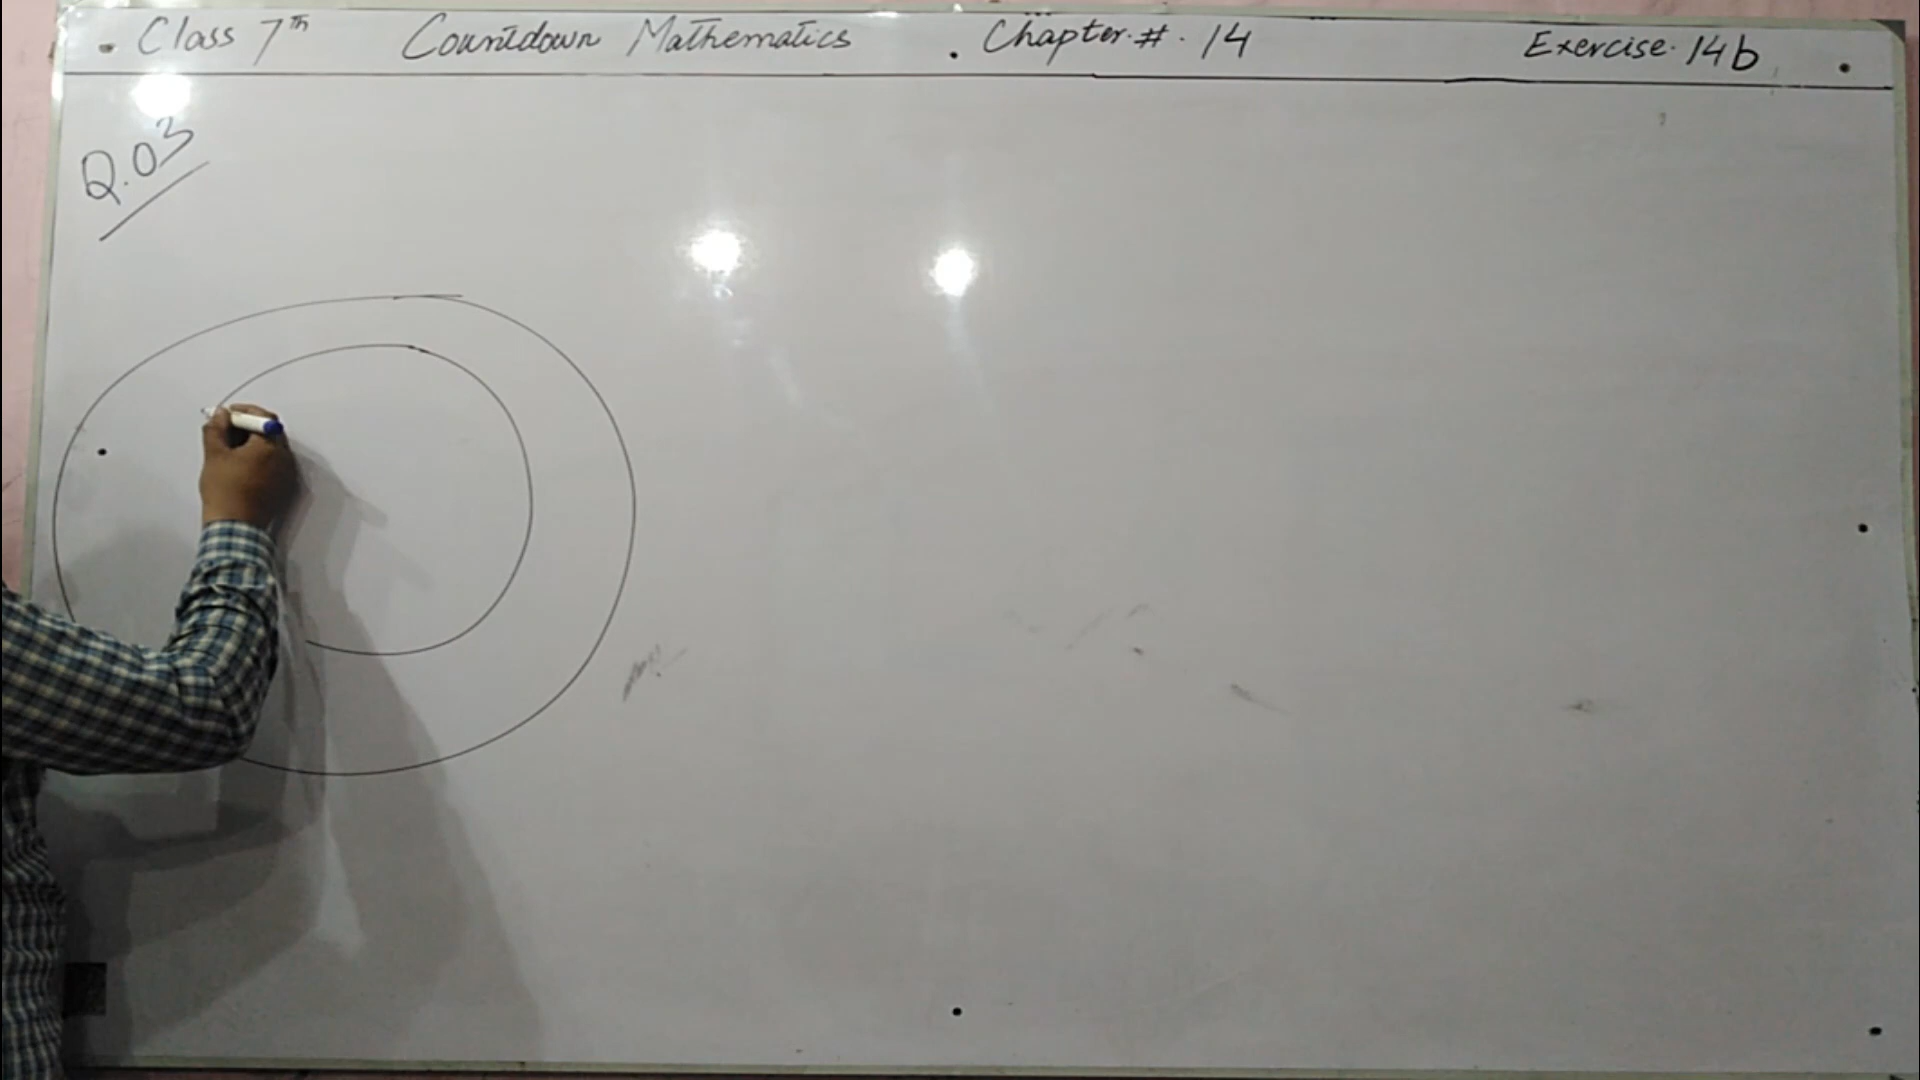 . Class 7th Countdown Mathematics . Chapter.#. 14 Exercise. 14b .
Q.03